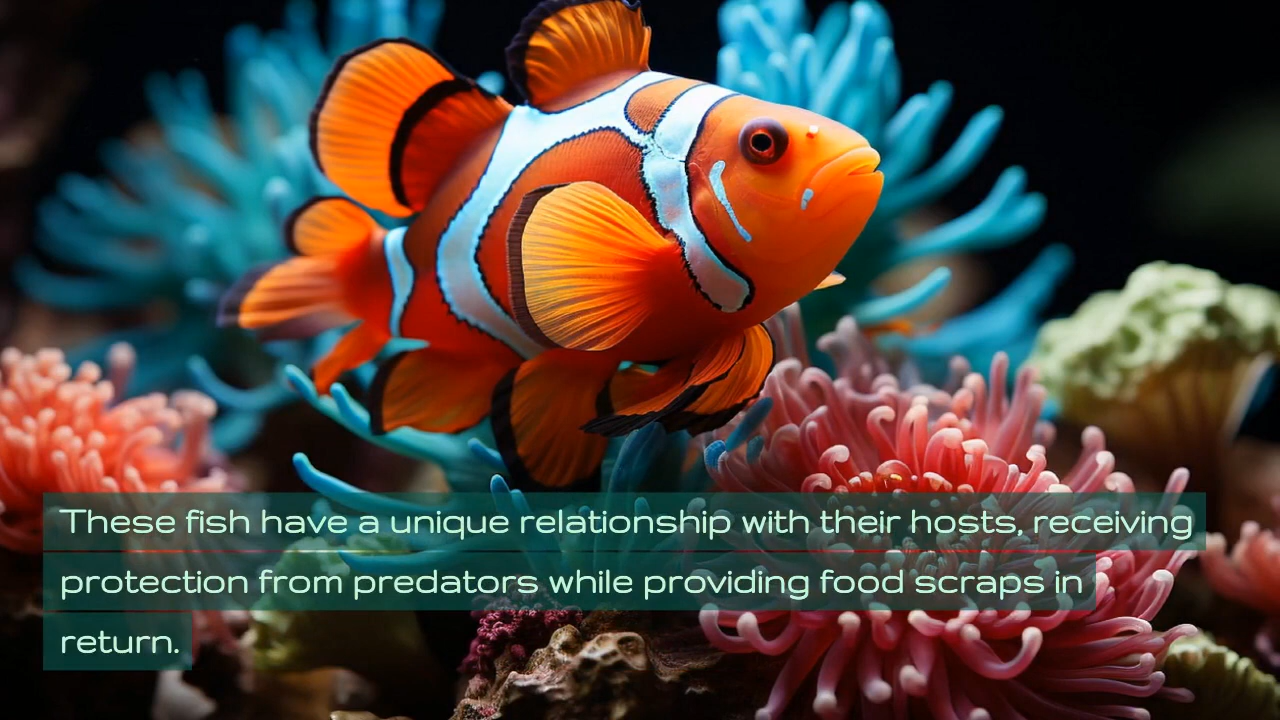 These fish have a unique relationship with their hosts, receiving
protection from predators while providing food scraps in
return.